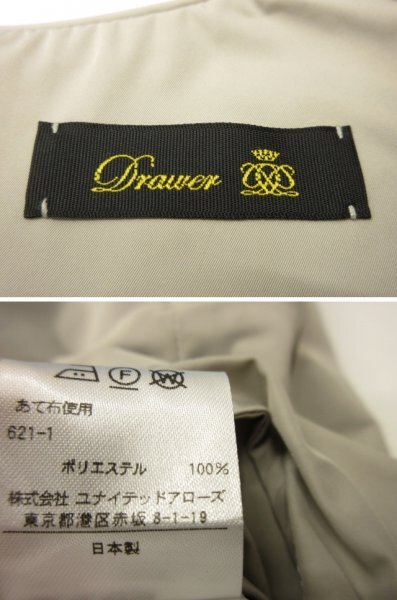 Drawer
F
W
あて布使用
621-1
ポリエステル 100%
株式会社 ユナイテッドアローズ
東京都港区赤坂 8-1-19
日本製